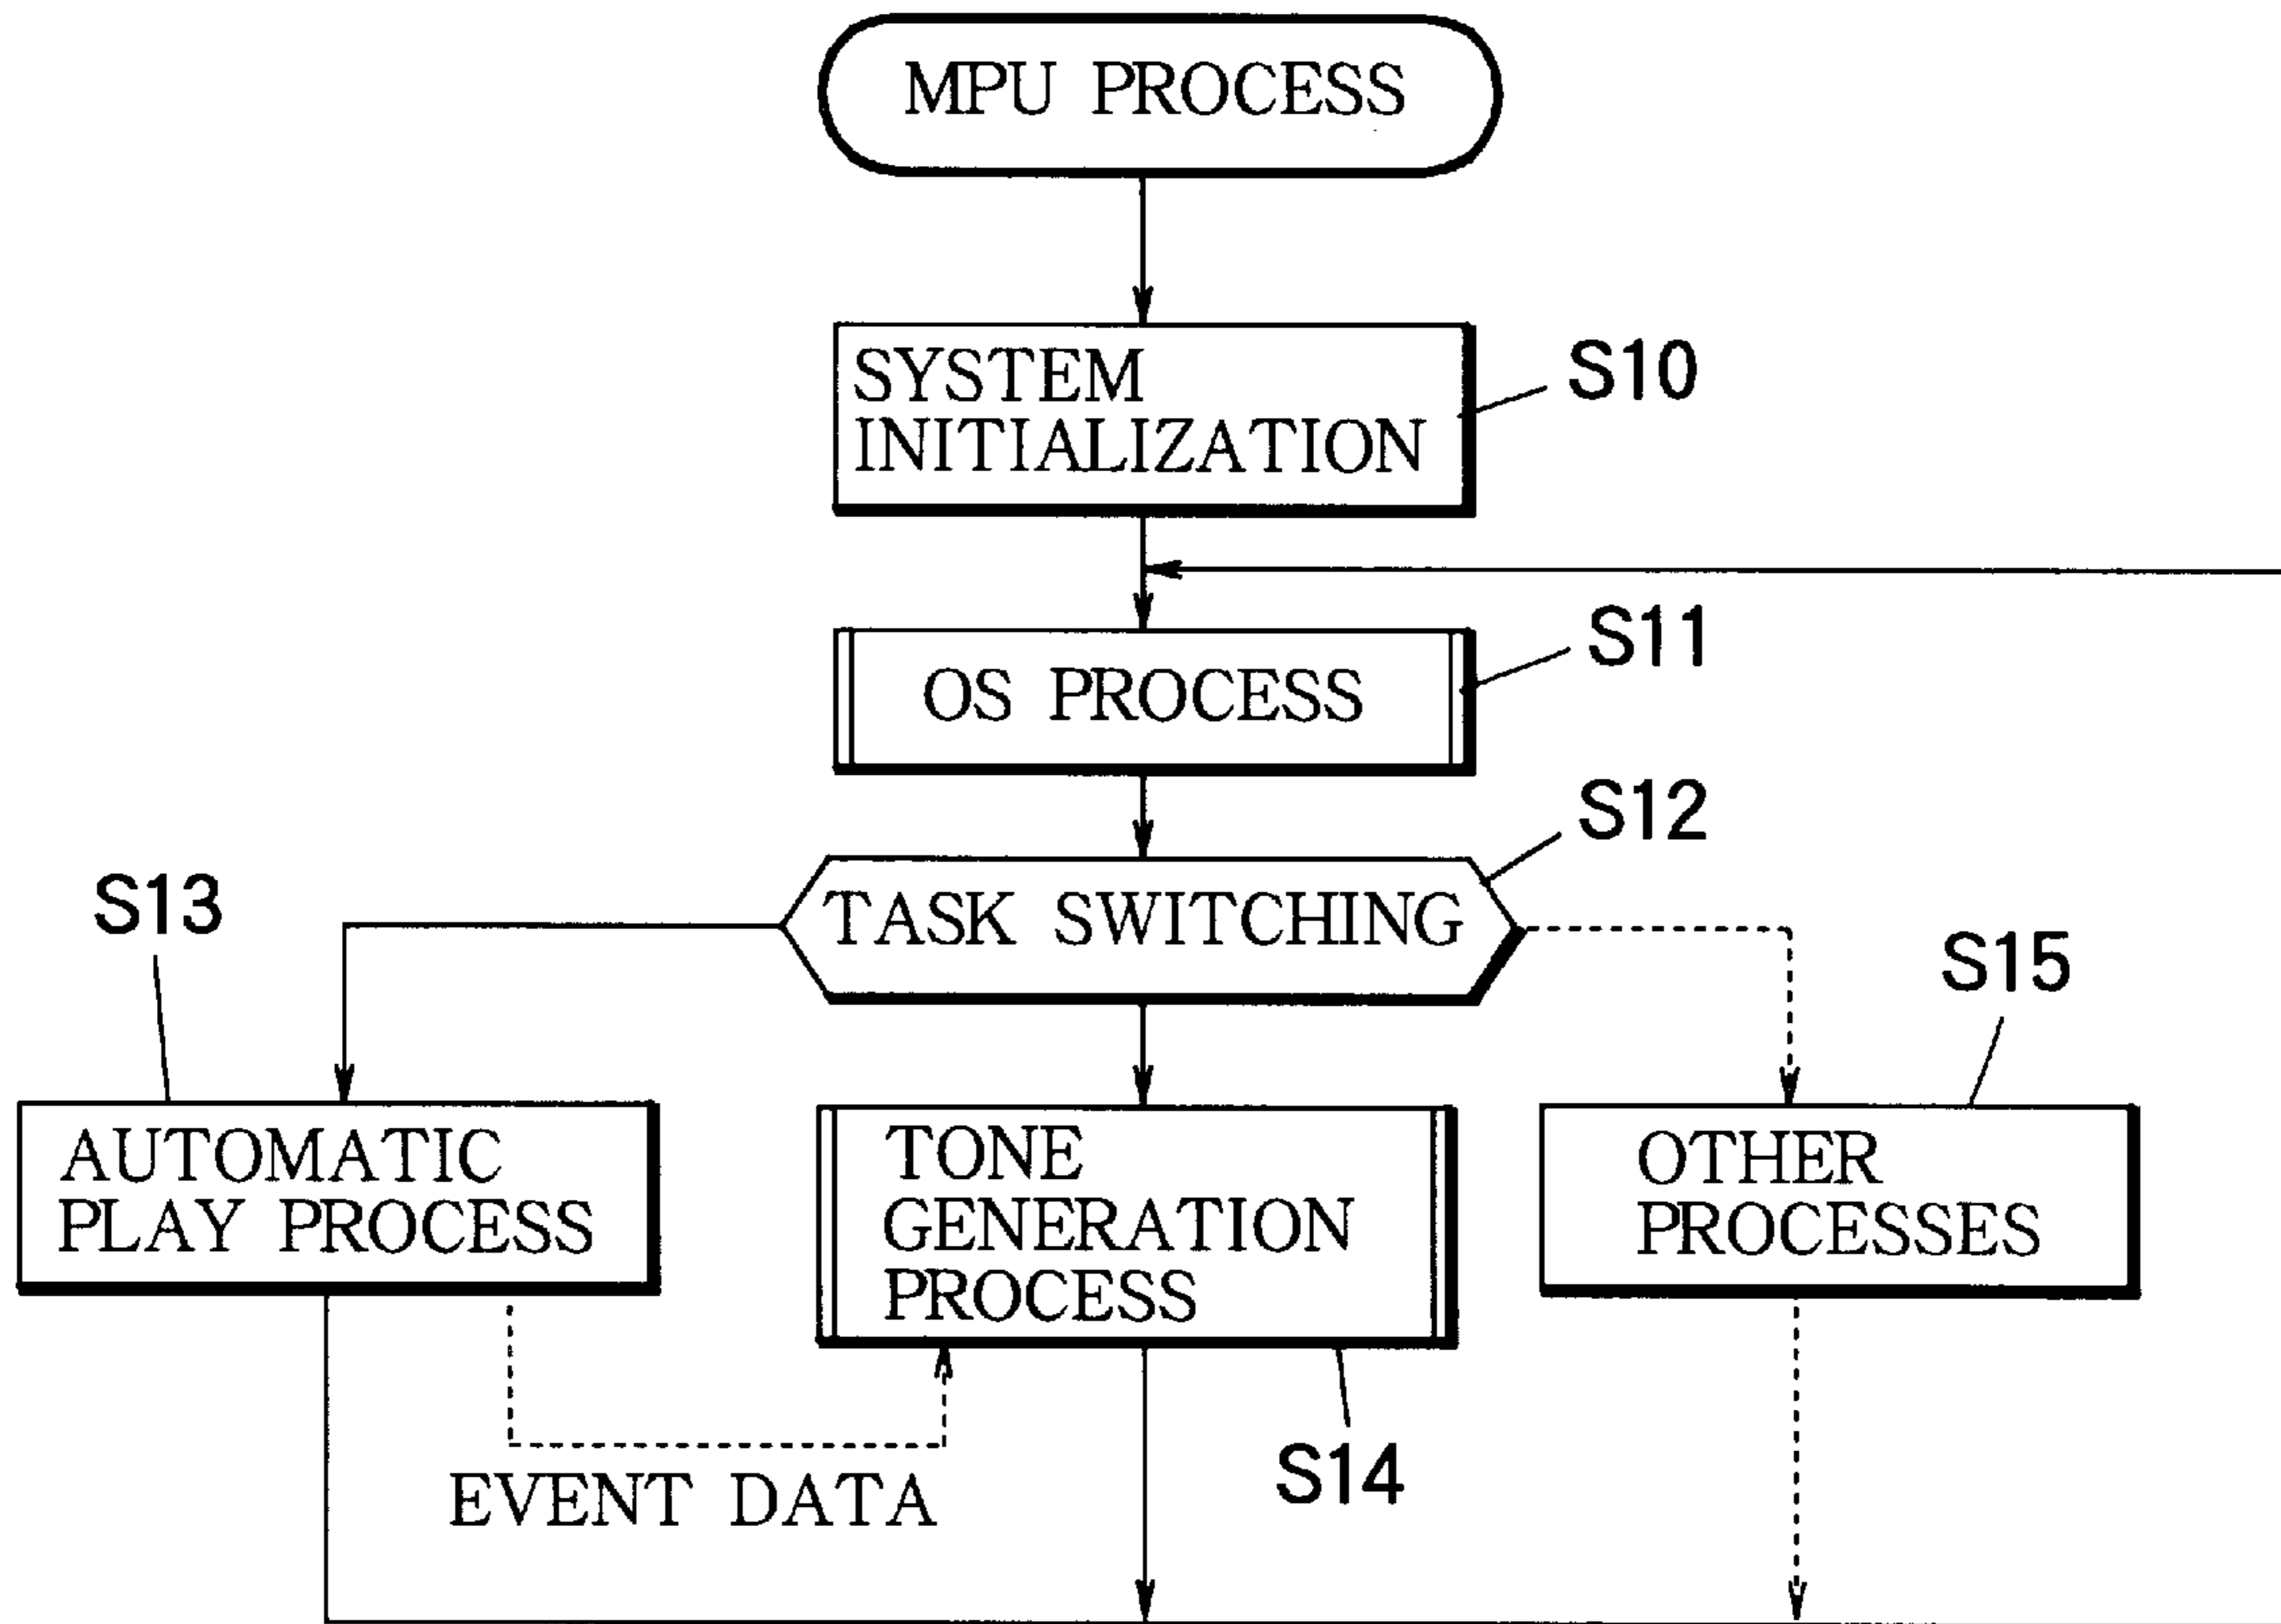 MPU PROCESS
SYSTEM
INITIALIZATION
S10
OS PROCESS
S11
TASK SWITCHING
S12
S13
AUTOMATIC
PLAY PROCESS
TONE
GENERATION
PROCESS
S14
OTHER
PROCESSES
S15
EVENT DATA